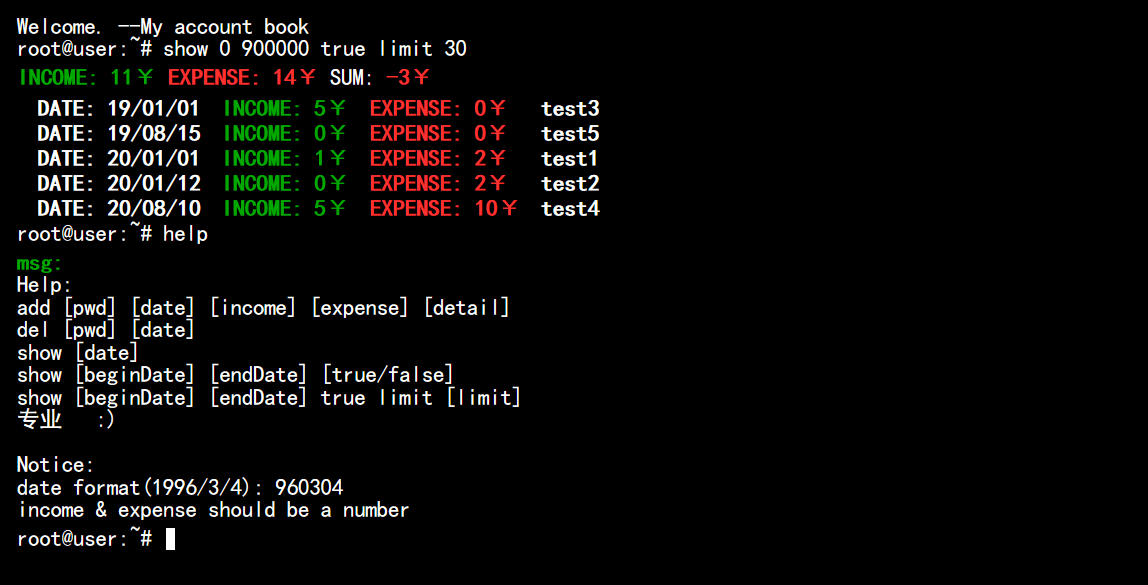 Welcome. --My account book
root@user:~# show 0 900000 true limit 30
INCOME: 11¥ EXPENSE: 14¥ SUM: -3¥
DATE: 19/01/01 INCOME: 5¥ EXPENSE: 0¥ test3
DATE: 19/08/15 INCOME: 0¥ EXPENSE: 0¥ test5
DATE: 20/01/01 INCOME: 1¥ EXPENSE: 2¥ test1
DATE: 20/01/12 INCOME: 0¥ EXPENSE: 2¥ test2
DATE: 20/08/10 INCOME: 5¥ EXPENSE: 10¥ test4
root@user:~# help
msg:
Help:
add [pwd] [date] [income] [expense] [detail]
del [pwd] [date]
show [date]
show [beginDate] [endDate] [true/false]
show [beginDate] [endDate] true limit [limit]
专业 :)
Notice:
date format(1996/3/4): 960304
income & expense should be a number
root@user:~#